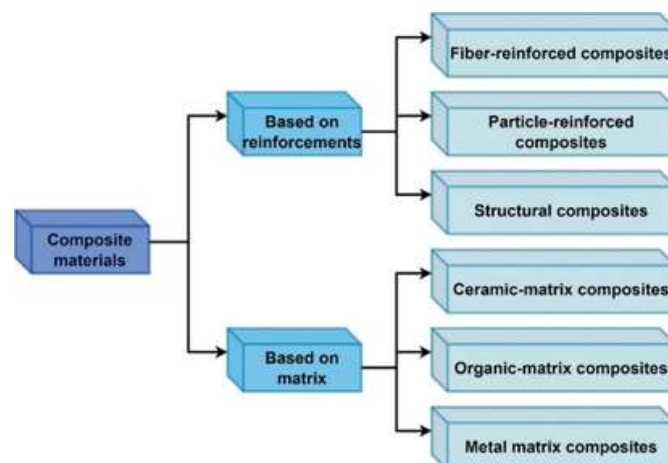 Fiber-reinforced composites
Based on
reinforcements
Particle-reinforced
composites
Structural composites
Composite
materials
Ceramic-matrix composites
Based on
matrix
Organic-matrix composites
Metal matrix composites